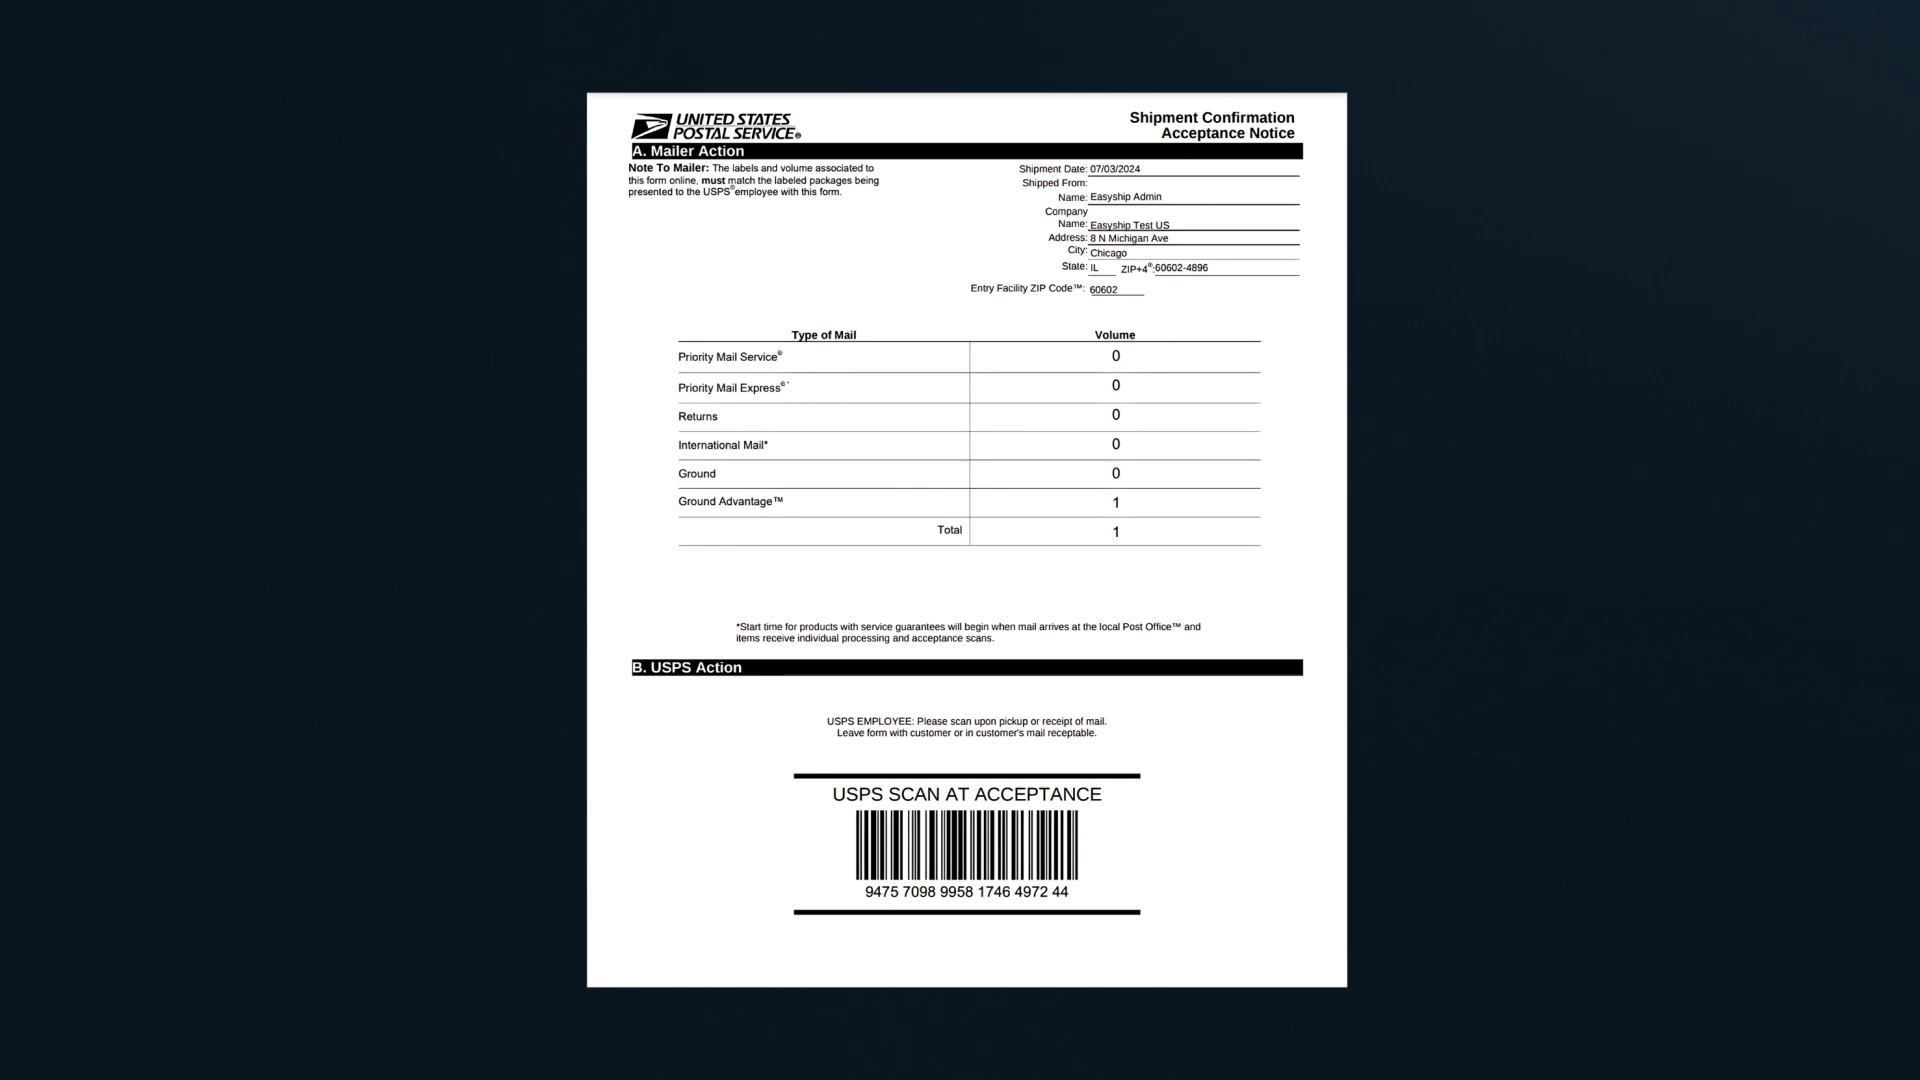 UNITED STATES
POSTAL SERVICE®
Shipment Confirmation
Acceptance Notice
A. Mailer Action
Note To Mailer: The labels and volume associated to
this form online, must match the labeled packages being
presented to the USPS® employee with this form.
Shipment Date: 07/03/2024
Shipped From:
Name: Easyship Admin
Company
Name: Easyship Test US
Address: 8 N Michigan Ave
City: Chicago
State: IL ZIP+4®: 60602-4896
Entry Facility ZIP Code™: 60602
Type of Mail Volume
Priority Mail Service® 0
Priority Mail Express®* 0
Returns 0
International Mail* 0
Ground 0
Ground Advantage™ 1
Total 1
*Start time for products with service guarantees will begin when mail arrives at the local Post Office™ and
items receive individual processing and acceptance scans.
B. USPS Action
USPS EMPLOYEE: Please scan upon pickup or receipt of mail.
Leave form with customer or in customer's mail receptable.
USPS SCAN AT ACCEPTANCE
9475 7098 9958 1746 4972 44